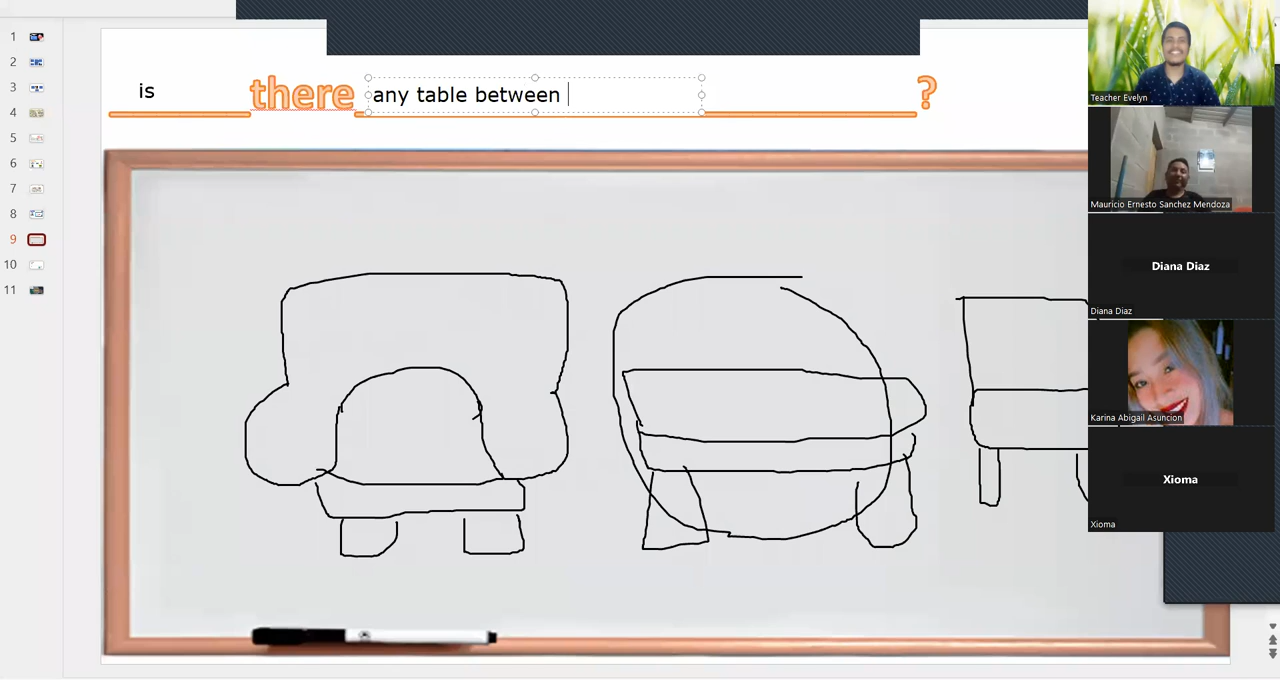 1
2
3
4
5
6
7
8
9
10
11
is there any table between ?
Teacher Evelyn
Mauricio Ernesto Sanchez Mendoza
Diana Diaz
Diana Diaz
Karina Abigail Asuncion
Xioma
Xioma